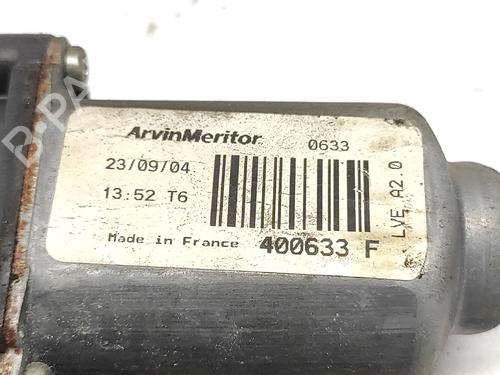 ArvinMeritor 0633
23/09/04
13:52 T6
Made in France 400633 F
LVE A2.0
B-PA